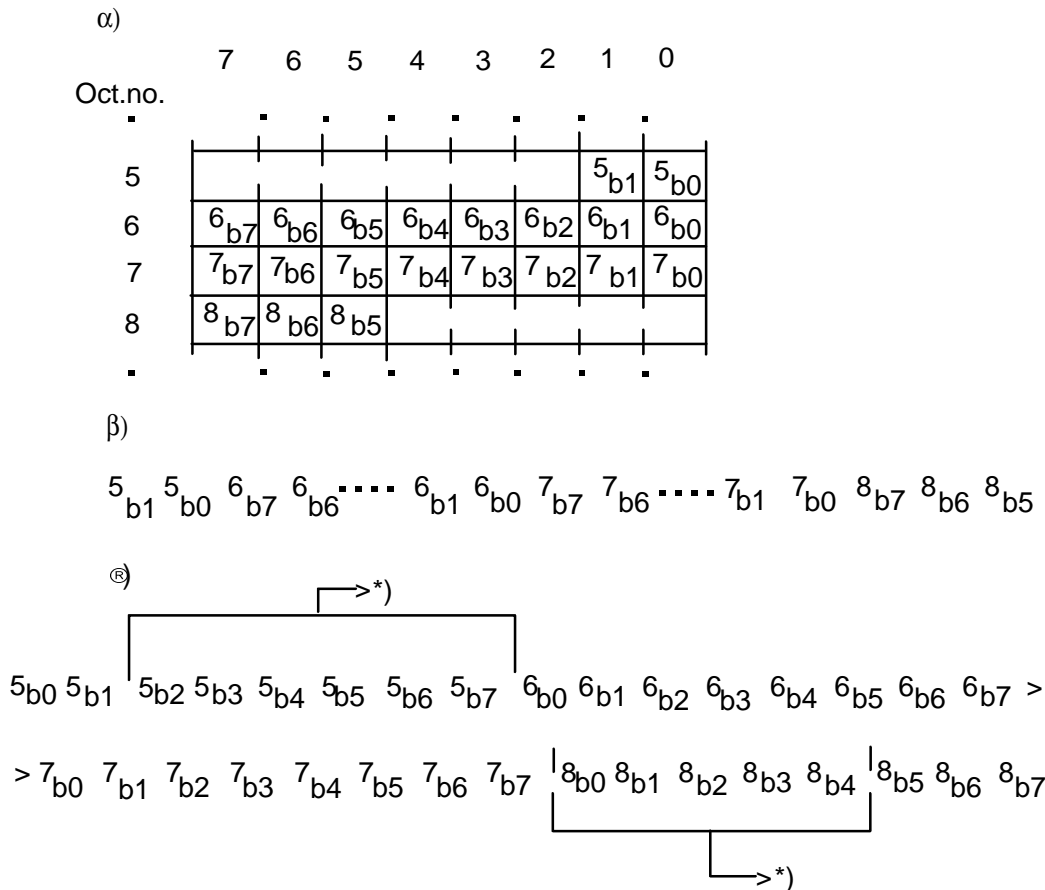 α)
7 6 5 4 3 2 1 0
Oct.no.
5 5b1 5b0
6 6b7 6b6 6b5 6b4 6b3 6b2 6b1 6b0
7 7b7 7b6 7b5 7b4 7b3 7b2 7b1 7b0
8 8b7 8b6 8b5
β)
5b1 5b0 6b7 6b6 .... 6b1 6b0 7b7 7b6 .... 7b1 7b0 8b7 8b6 8b5
®)
>*)
5b0 5b1 5b2 5b3 5b4 5b5 5b6 5b7 6b0 6b1 6b2 6b3 6b4 6b5 6b6 6b7 >
> 7b0 7b1 7b2 7b3 7b4 7b5 7b6 7b7 8b0 8b1 8b2 8b3 8b4 8b5 8b6 8b7
>*)